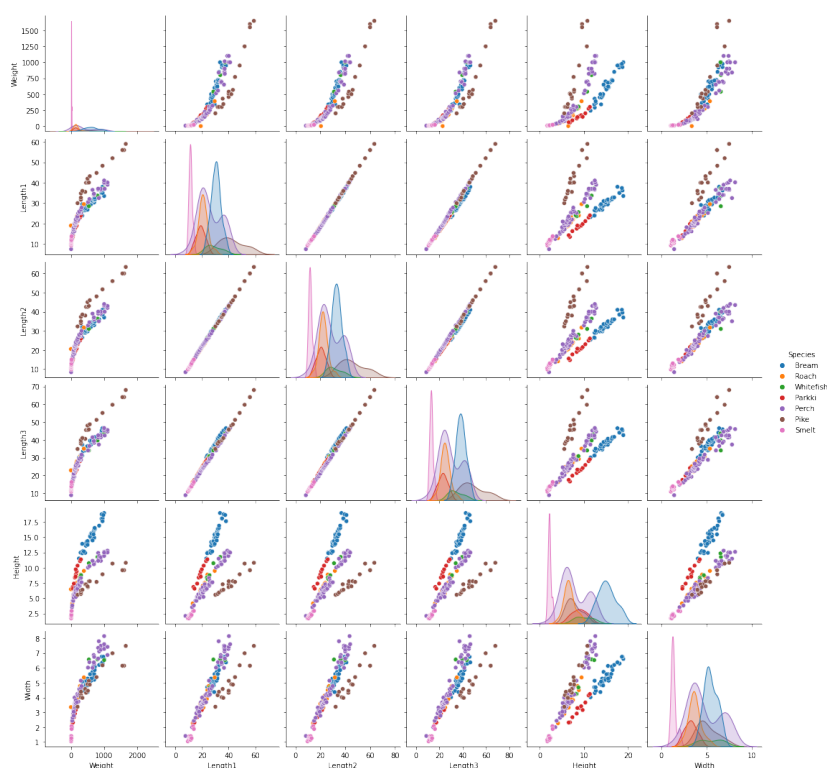 Weight
1500
1250
1000
750
500
250
0
Length1
60
50
40
30
20
10
Length2
60
50
40
30
20
10
Species
Bream
Roach
Whitefish
Parkki
Perch
Pike
Smelt
Length3
70
60
50
40
30
20
10
Height
17.5
15.0
12.5
10.0
7.5
5.0
2.5
Width
8
7
6
5
4
3
2
1
0 1000 2000 0 20 40 60 0 20 40 60 80 0 20 40 60 80 0 10 20 0 5 10
Weight Length1 Length2 Length3 Height Width